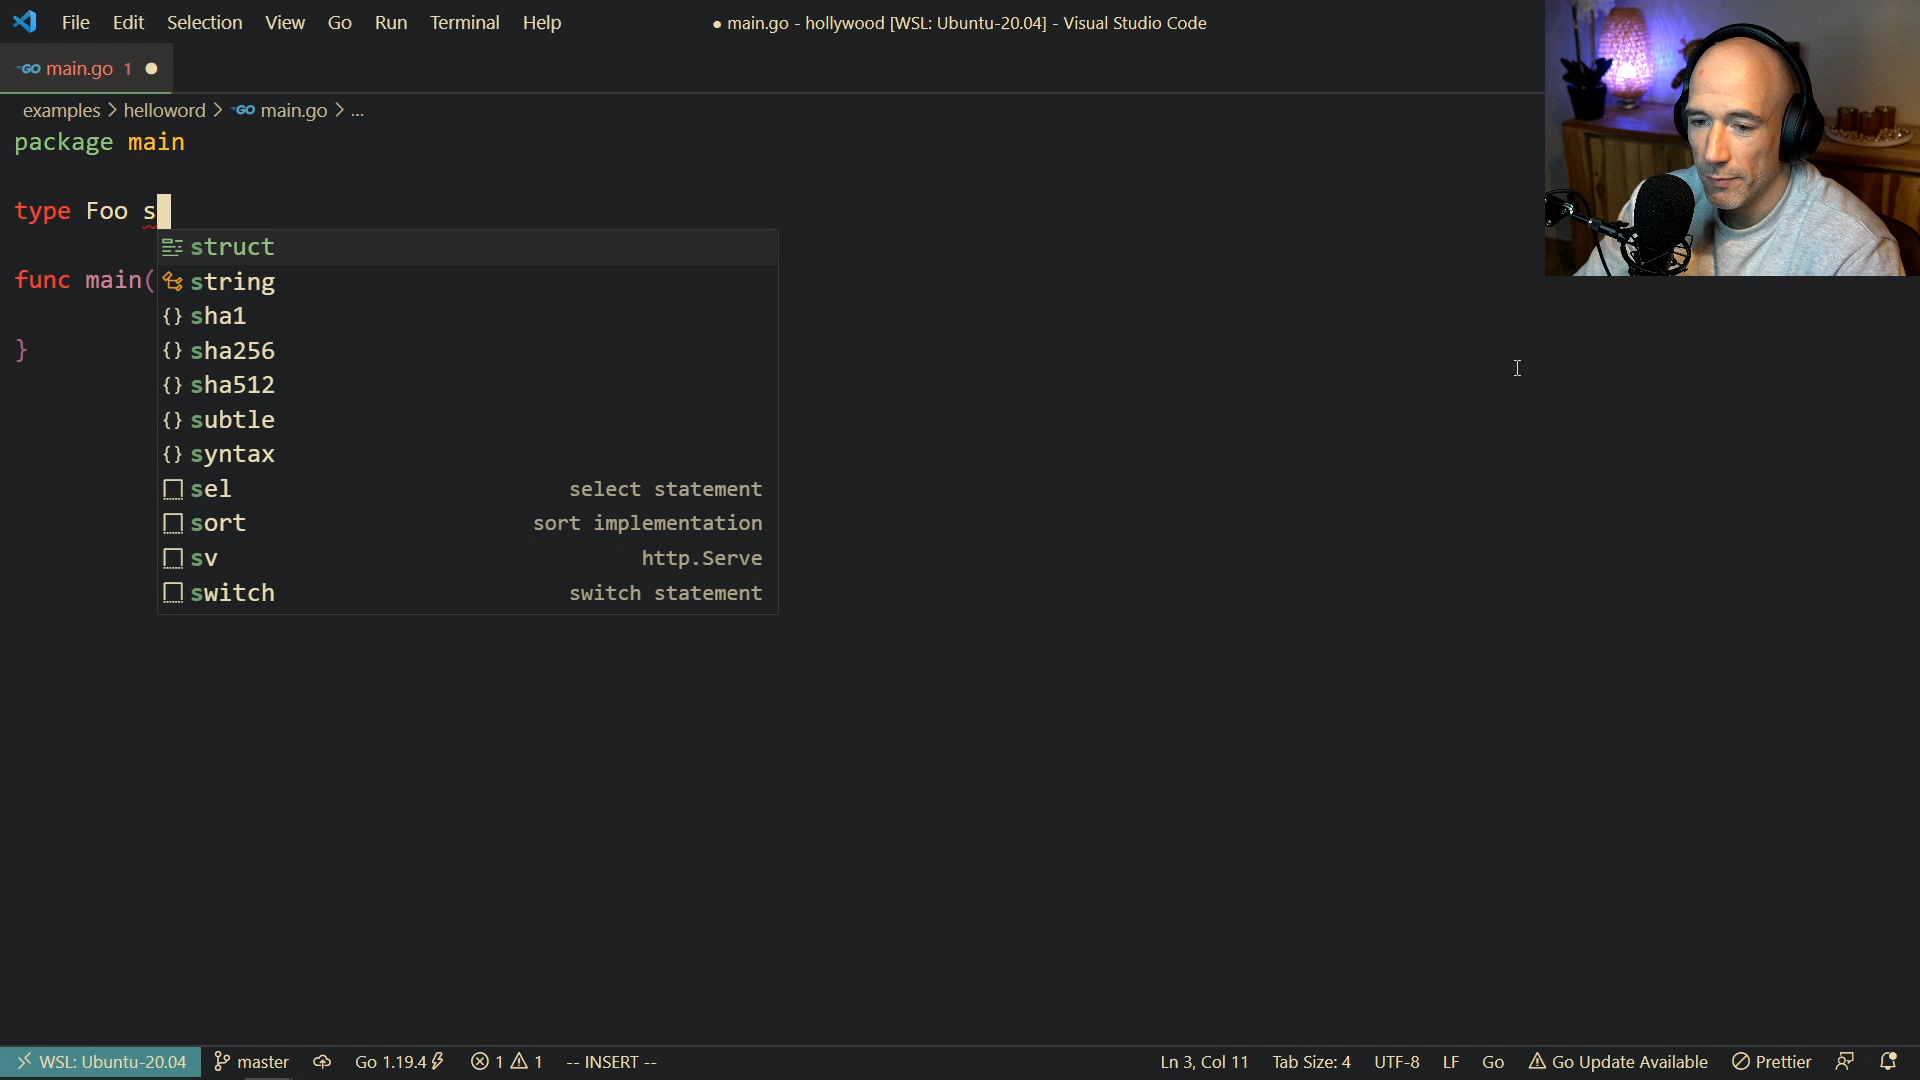 File Edit Selection View Go Run Terminal Help
● main.go - hollywood [WSL: Ubuntu-20.04] - Visual Studio Code
GO main.go 1 ●
examples > helloword > GO main.go > ...
package main
type Foo s
struct
func main(
string
{} sha1
{} sha256
}
{} sha512
{} subtle
{} syntax
sel select statement
sort sort implementation
sv http.Serve
switch switch statement
WSL: Ubuntu-20.04 master Go 1.19.4 1 1 -- INSERT -- Ln 3, Col 11 Tab Size: 4 UTF-8 LF Go Go Update Available Prettier